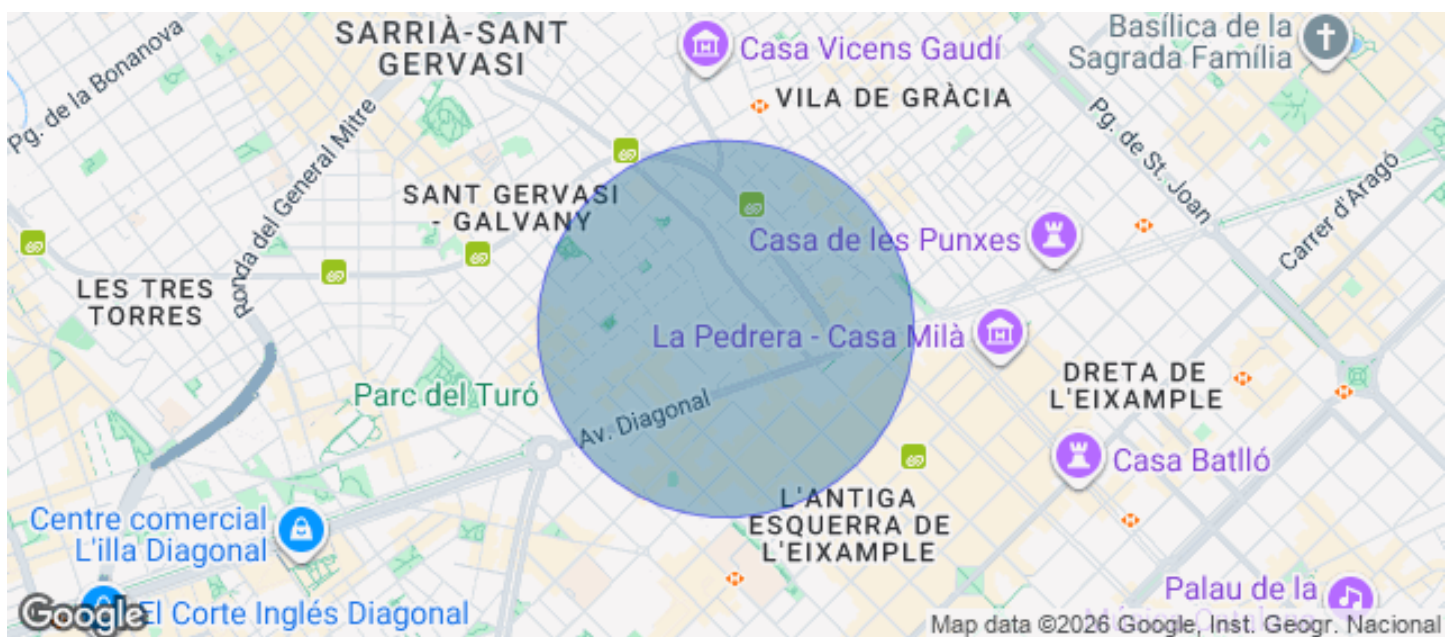 SARRIÀ-SANT
GERVASI
Pg. de la Bonanova
Casa Vicens Gaudí
Basílica de la
Sagrada Família
VILA DE GRÀCIA
Ronda del General Mitre
SANT GERVASI
- GALVANY
Pg. de St. Joan
Carrer d'Aragó
Casa de les Punxes
LES TRES
TORRES
La Pedrera - Casa Milà
Parc del Turó
Av. Diagonal
DRETA DE
L'EIXAMPLE
Casa Batlló
L'ANTIGA
ESQUERRA DE
L'EIXAMPLE
Centre comercial
L'illa Diagonal
El Corte Inglés Diagonal
Palau de la
Google
Map data ©2026 Google, Inst. Geogr. Nacional